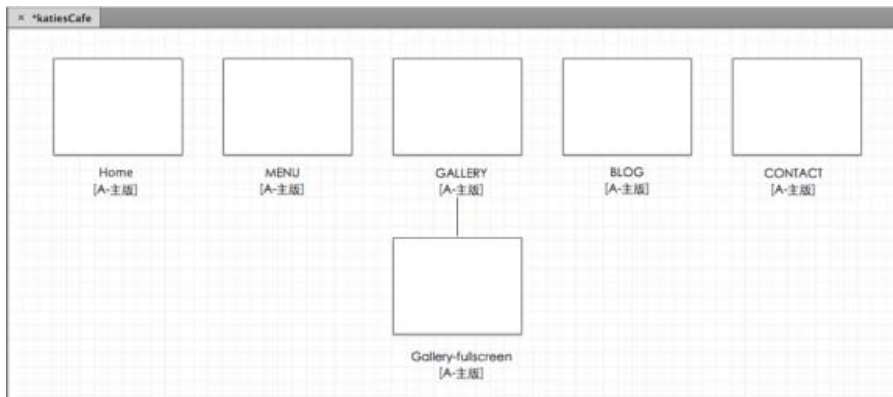 × *katiesCafe
Home
[A-主版]
MENU
[A-主版]
GALLERY
[A-主版]
BLOG
[A-主版]
CONTACT
[A-主版]
Gallery-fullscreen
[A-主版]